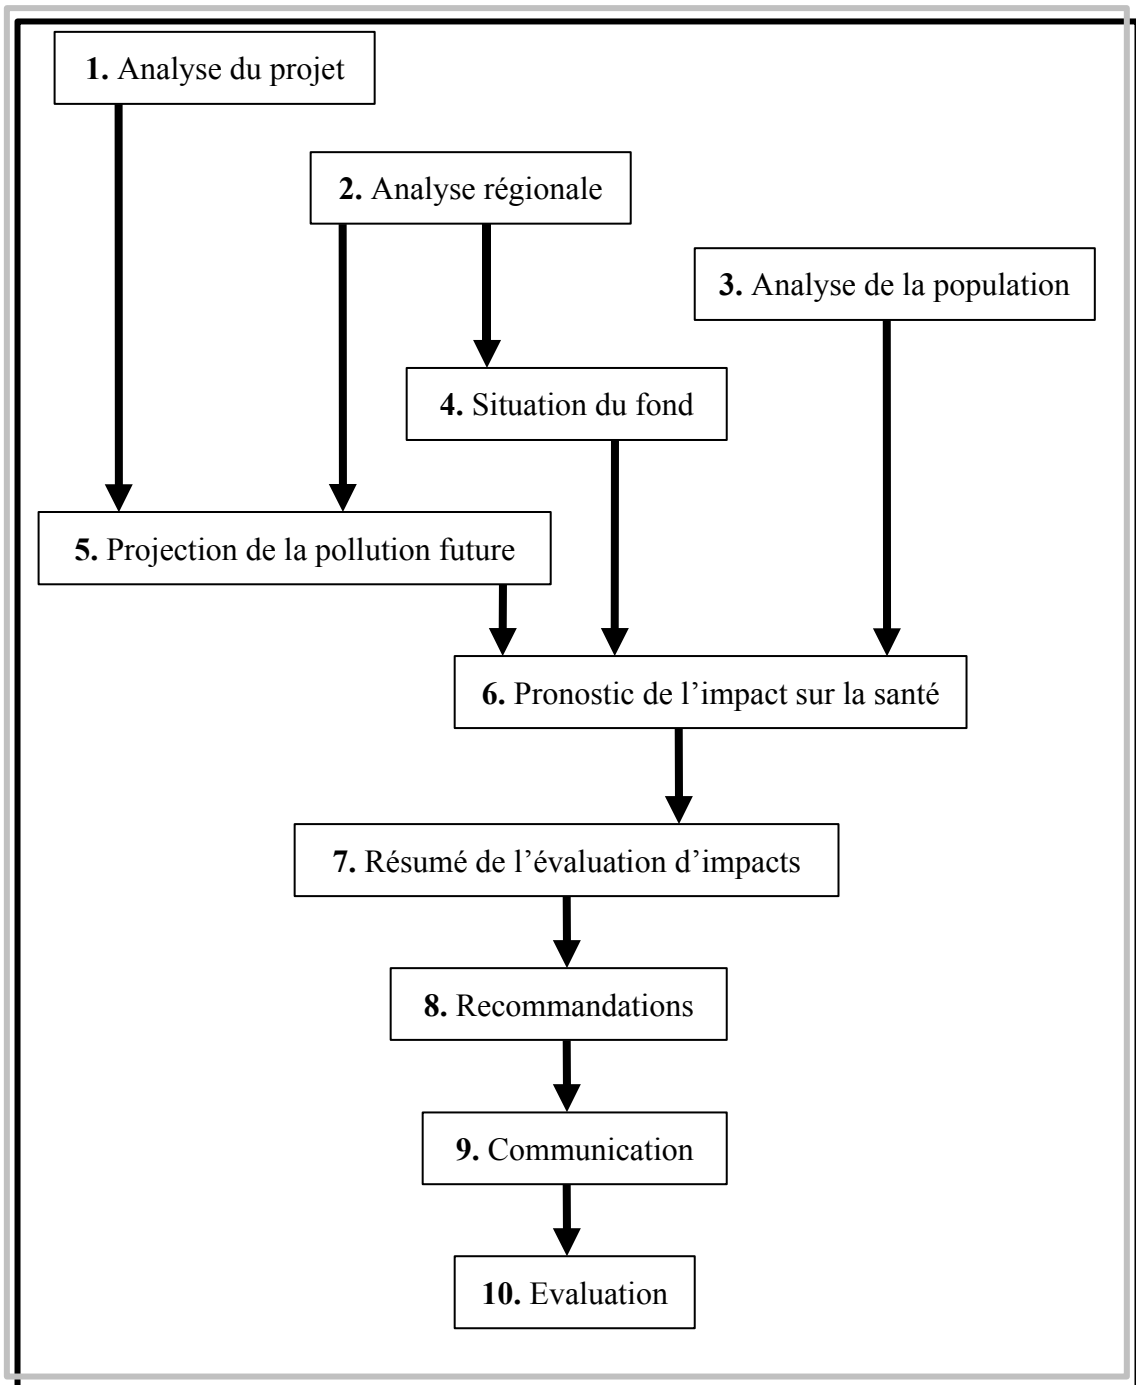 1. Analyse du projet
2. Analyse régionale
3. Analyse de la population
4. Situation du fond
5. Projection de la pollution future
6. Pronostic de l’impact sur la santé
7. Résumé de l’évaluation d’impacts
8. Recommandations
9. Communication
10. Evaluation